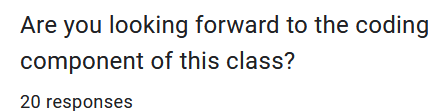 Are you looking forward to the coding
component of this class?
20 responses